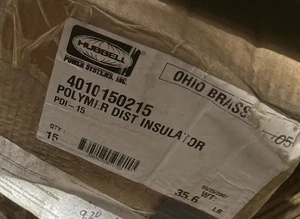 HUBBELL
POWER SYSTEMS, INC.
OHIO BRASS
4010150215
POLYMER DIST INSULATOR
PDI-15
QTY
15
WT.
35.6 LB